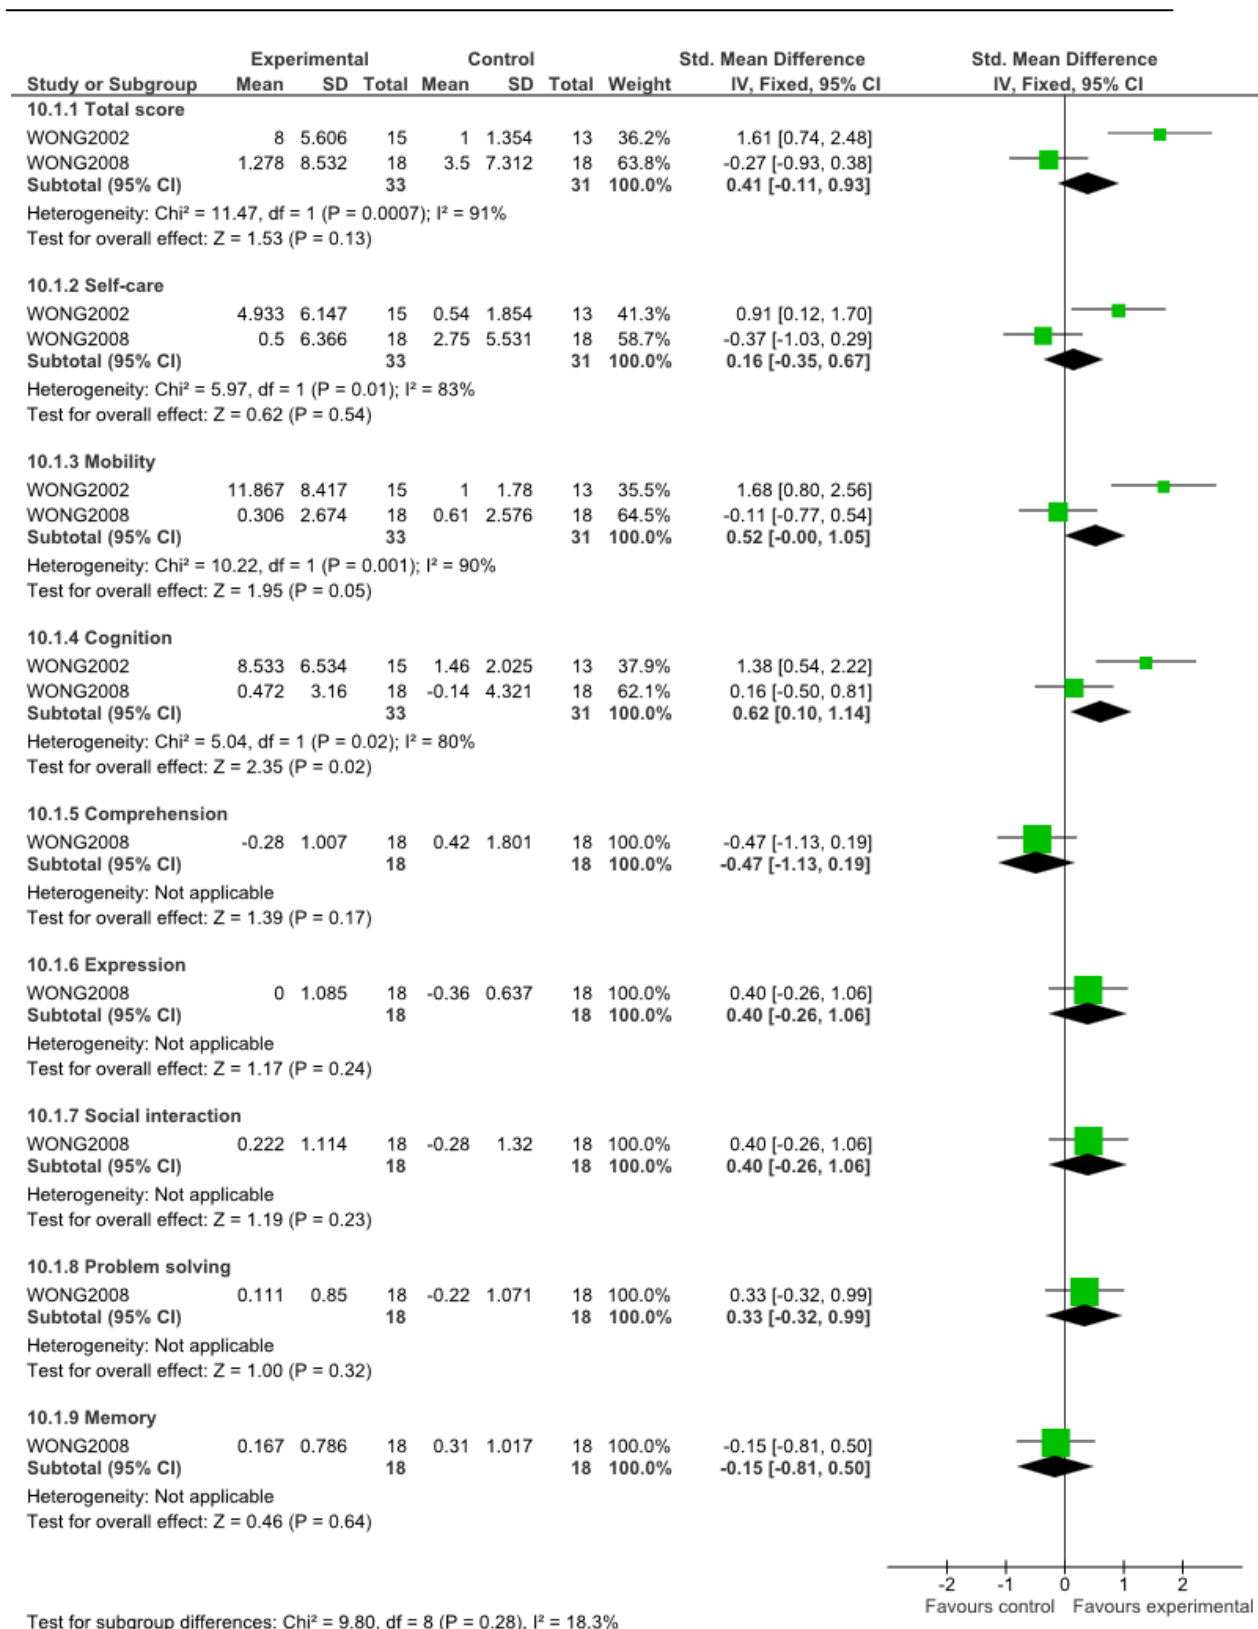 Experimental Control Std. Mean Difference Std. Mean Difference
Study or Subgroup Mean SD Total Mean SD Total Weight IV, Fixed, 95% CI IV, Fixed, 95% CI
10.1.1 Total score
WONG2002 8 5.606 15 1 1.354 13 36.2% 1.61 [0.74, 2.48]
WONG2008 1.278 8.532 18 3.5 7.312 18 63.8% -0.27 [-0.93, 0.38]
Subtotal (95% CI) 33 31 100.0% 0.41 [-0.11, 0.93]
Heterogeneity: Chi² = 11.47, df = 1 (P = 0.0007); I² = 91%
Test for overall effect: Z = 1.53 (P = 0.13)
10.1.2 Self-care
WONG2002 4.933 6.147 15 0.54 1.854 13 41.3% 0.91 [0.12, 1.70]
WONG2008 0.5 6.366 18 2.75 5.531 18 58.7% -0.37 [-1.03, 0.29]
Subtotal (95% CI) 33 31 100.0% 0.16 [-0.35, 0.67]
Heterogeneity: Chi² = 5.97, df = 1 (P = 0.01); I² = 83%
Test for overall effect: Z = 0.62 (P = 0.54)
10.1.3 Mobility
WONG2002 11.867 8.417 15 1 1.78 13 35.5% 1.68 [0.80, 2.56]
WONG2008 0.306 2.674 18 0.61 2.576 18 64.5% -0.11 [-0.77, 0.54]
Subtotal (95% CI) 33 31 100.0% 0.52 [-0.00, 1.05]
Heterogeneity: Chi² = 10.22, df = 1 (P = 0.001); I² = 90%
Test for overall effect: Z = 1.95 (P = 0.05)
10.1.4 Cognition
WONG2002 8.533 6.534 15 1.46 2.025 13 37.9% 1.38 [0.54, 2.22]
WONG2008 0.472 3.16 18 -0.14 4.321 18 62.1% 0.16 [-0.50, 0.81]
Subtotal (95% CI) 33 31 100.0% 0.62 [0.10, 1.14]
Heterogeneity: Chi² = 5.04, df = 1 (P = 0.02); I² = 80%
Test for overall effect: Z = 2.35 (P = 0.02)
10.1.5 Comprehension
WONG2008 -0.28 1.007 18 0.42 1.801 18 100.0% -0.47 [-1.13, 0.19]
Subtotal (95% CI) 18 18 100.0% -0.47 [-1.13, 0.19]
Heterogeneity: Not applicable
Test for overall effect: Z = 1.39 (P = 0.17)
10.1.6 Expression
WONG2008 0 1.085 18 -0.36 0.637 18 100.0% 0.40 [-0.26, 1.06]
Subtotal (95% CI) 18 18 100.0% 0.40 [-0.26, 1.06]
Heterogeneity: Not applicable
Test for overall effect: Z = 1.17 (P = 0.24)
10.1.7 Social interaction
WONG2008 0.222 1.114 18 -0.28 1.32 18 100.0% 0.40 [-0.26, 1.06]
Subtotal (95% CI) 18 18 100.0% 0.40 [-0.26, 1.06]
Heterogeneity: Not applicable
Test for overall effect: Z = 1.19 (P = 0.23)
10.1.8 Problem solving
WONG2008 0.111 0.85 18 -0.22 1.071 18 100.0% 0.33 [-0.32, 0.99]
Subtotal (95% CI) 18 18 100.0% 0.33 [-0.32, 0.99]
Heterogeneity: Not applicable
Test for overall effect: Z = 1.00 (P = 0.32)
10.1.9 Memory
WONG2008 0.167 0.786 18 0.31 1.017 18 100.0% -0.15 [-0.81, 0.50]
Subtotal (95% CI) 18 18 100.0% -0.15 [-0.81, 0.50]
Heterogeneity: Not applicable
Test for overall effect: Z = 0.46 (P = 0.64)
-2 -1 0 1 2
Favours control Favours experimental
Test for subgroup differences: Chi² = 9.80, df = 8 (P = 0.28), I² = 18.3%